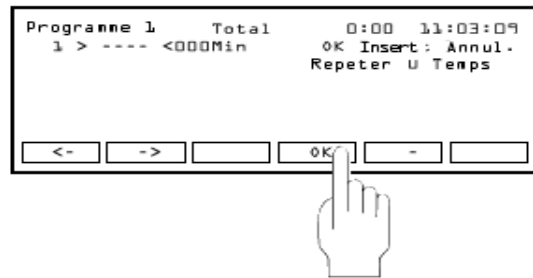 Programme 1 Total 0:00 11:03:09
1 > ---- <000Min OK Insert: Annul.
Repeter U Temps
<- -> OK -